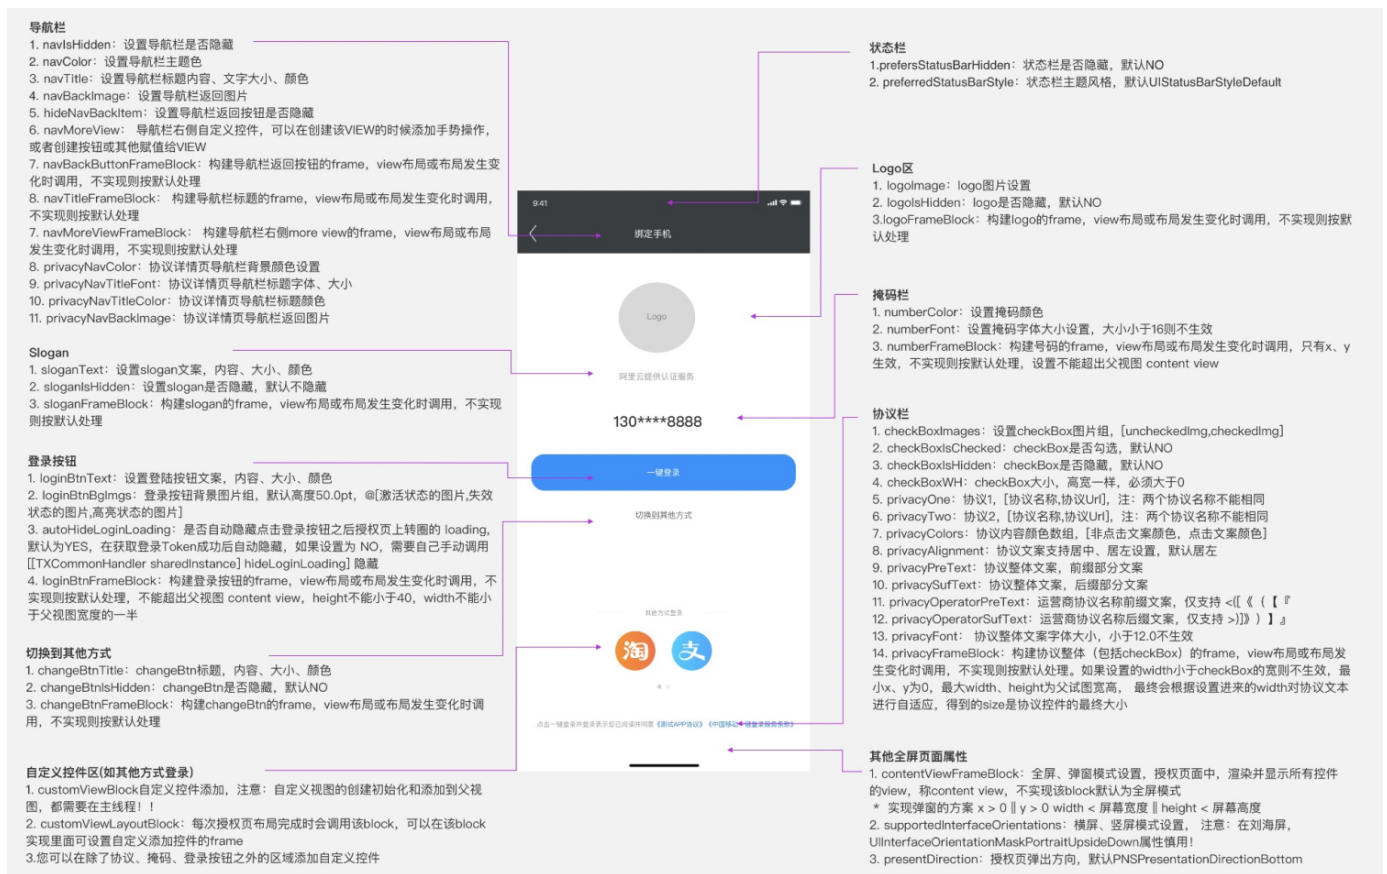 导航栏
1. navIsHidden：设置导航栏是否隐藏
2. navColor：设置导航栏主题色
3. navTitle：设置导航栏标题内容、文字大小、颜色
4. navBackImage：设置导航栏返回图片
5. hideNavBackItem：设置导航栏返回按钮是否隐藏
6. navMoreView： 导航栏右侧自定义控件，可以在创建该VIEW的时候添加手势操作，
或者创建按钮或其他赋值给VIEW
7. navBackButtonFrameBlock：构建导航栏返回按钮的frame，view布局或布局发生变
化时调用，不实现则按默认处理
8. navTitleFrameBlock： 构建导航栏标题的frame，view布局或布局发生变化时调用，
不实现则按默认处理
7. navMoreViewFrameBlock： 构建导航栏右侧more view的frame，view布局或布局
发生变化时调用，不实现则按默认处理
8. privacyNavColor：协议详情页导航栏背景颜色设置
9. privacyNavTitleFont：协议详情页导航栏标题字体、大小
10. privacyNavTitleColor：协议详情页导航栏标题颜色
11. privacyNavBackImage：协议详情页导航栏返回图片
Slogan
1. sloganText：设置slogan文案，内容、大小、颜色
2. sloganIsHidden：设置slogan是否隐藏，默认不隐藏
3. sloganFrameBlock：构建slogan的frame，view布局或布局发生变化时调用，不实现
则按默认处理
登录按钮
1. loginBtnText：设置登陆按钮文案，内容、大小、颜色
2. loginBtnBgImgs：登录按钮背景图片组，默认高度50.0pt，@[激活状态的图片,失效
状态的图片,高亮状态的图片]
3. autoHideLoginLoading：是否自动隐藏点击登录按钮之后授权页上转圈的 loading,
默认为YES，在获取登录Token成功后自动隐藏，如果设置为 NO，需要自己手动调用
[[TXCommonHandler sharedInstance] hideLoginLoading] 隐藏
4. loginBtnFrameBlock：构建登录按钮的frame，view布局或布局发生变化时调用，不
实现则按默认处理，不能超出父视图 content view，height不能小于40，width不能小
于父视图宽度的一半
切换到其他方式
1. changeBtnTitle：changeBtn标题，内容、大小、颜色
2. changeBtnIsHidden：changeBtn是否隐藏，默认NO
3. changeBtnFrameBlock：构建changeBtn的frame，view布局或布局发生变化时调
用，不实现则按默认处理
自定义控件区(如其他方式登录)
1. customViewBlock自定义控件添加，注意：自定义视图的创建初始化和添加到父视
图，都需要在主线程！！
2. customViewLayoutBlock：每次授权页布局完成时会调用该block，可以在该block
实现里面可设置自定义添加控件的frame
3.您可以在除了协议、掩码、登录按钮之外的区域添加自定义控件
9:41
绑定手机
Logo
阿里云提供认证服务
130****8888
一键登录
切换到其他方式
其他方式登录
淘
支
点击一键登录并登录表示您已阅读并同意《测试APP协议》《中国移动一键登录服务条款》
状态栏
1.prefersStatusBarHidden：状态栏是否隐藏，默认NO
2. preferredStatusBarStyle：状态栏主题风格，默认UIStatusBarStyleDefault
Logo区
1. logoImage：logo图片设置
2. logoIsHidden：logo是否隐藏，默认NO
3.logoFrameBlock：构建logo的frame，view布局或布局发生变化时调用，不实现则按默
认处理
掩码栏
1. numberColor：设置掩码颜色
2. numberFont：设置掩码字体大小设置，大小小于16则不生效
3. numberFrameBlock：构建号码的frame，view布局或布局发生变化时调用，只有x、y
生效，不实现则按默认处理，设置不能超出父视图 content view
协议栏
1. checkBoxImages：设置checkBox图片组，[uncheckedImg,checkedImg]
2. checkBoxIsChecked：checkBox是否勾选，默认NO
3. checkBoxIsHidden：checkBox是否隐藏，默认NO
4. checkBoxWH：checkBox大小，高宽一样，必须大于0
5. privacyOne：协议1，[协议名称,协议Url]，注：两个协议名称不能相同
6. privacyTwo：协议2，[协议名称,协议Url]，注：两个协议名称不能相同
7. privacyColors：协议内容颜色数组，[非点击文案颜色，点击文案颜色]
8. privacyAlignment：协议文案支持居中、居左设置，默认居左
9. privacyPreText：协议整体文案，前缀部分文案
10. privacySufText：协议整体文案，后缀部分文案
11. privacyOperatorPreText：运营商协议名称前缀文案，仅支持 <([《（【『
12. privacyOperatorSufText：运营商协议名称后缀文案，仅支持 >)]》）】』
13. privacyFont： 协议整体文案字体大小，小于12.0不生效
14. privacyFrameBlock：构建协议整体（包括checkBox）的frame，view布局或布局发
生变化时调用，不实现则按默认处理。如果设置的width小于checkBox的宽则不生效，最
小x、y为0，最大width、height为父试图宽高， 最终会根据设置进来的width对协议文本
进行自适应，得到的size是协议控件的最终大小
其他全屏页面属性
1. contentViewFrameBlock：全屏、弹窗模式设置，授权页面中，渲染并显示所有控件
的view，称content view，不实现该block默认为全屏模式
* 实现弹窗的方案 x > 0 || y > 0 width < 屏幕宽度 || height < 屏幕高度
2. supportedInterfaceOrientations：横屏、竖屏模式设置， 注意：在刘海屏，
UIInterfaceOrientationMaskPortraitUpsideDown属性慎用！
3. presentDirection：授权页弹出方向，默认PNSPresentationDirectionBottom